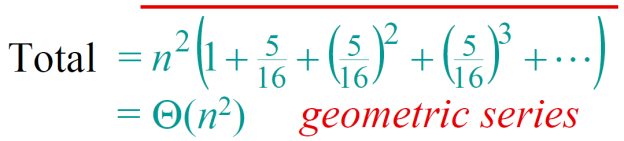 Total = n²(1 + 5/16 + (5/16)² + (5/16)³ + ⋯)
= Θ(n²) geometric series